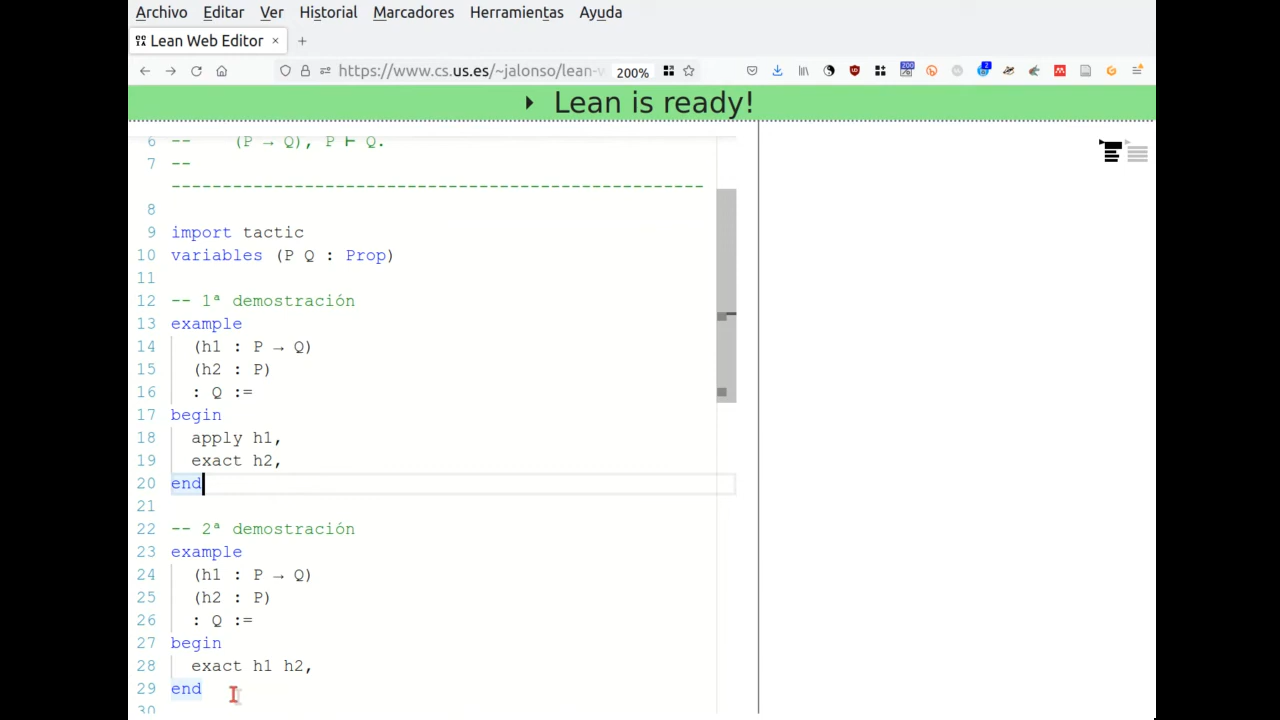 Archivo Editar Ver Historial Marcadores Herramientas Ayuda
Lean Web Editor × +
https://www.cs.us.es/~jalonso/lean- 200% 200 2
Lean is ready!
6 -- (P → Q), P ⊢ Q.
7 --
-----------------------------------------------------
8
9 import tactic
10 variables (P Q : Prop)
11
12 -- 1ª demostración
13 example
14 (h1 : P → Q)
15 (h2 : P)
16 : Q :=
17 begin
18 apply h1,
19 exact h2,
20 end
21
22 -- 2ª demostración
23 example
24 (h1 : P → Q)
25 (h2 : P)
26 : Q :=
27 begin
28 exact h1 h2,
29 end
30